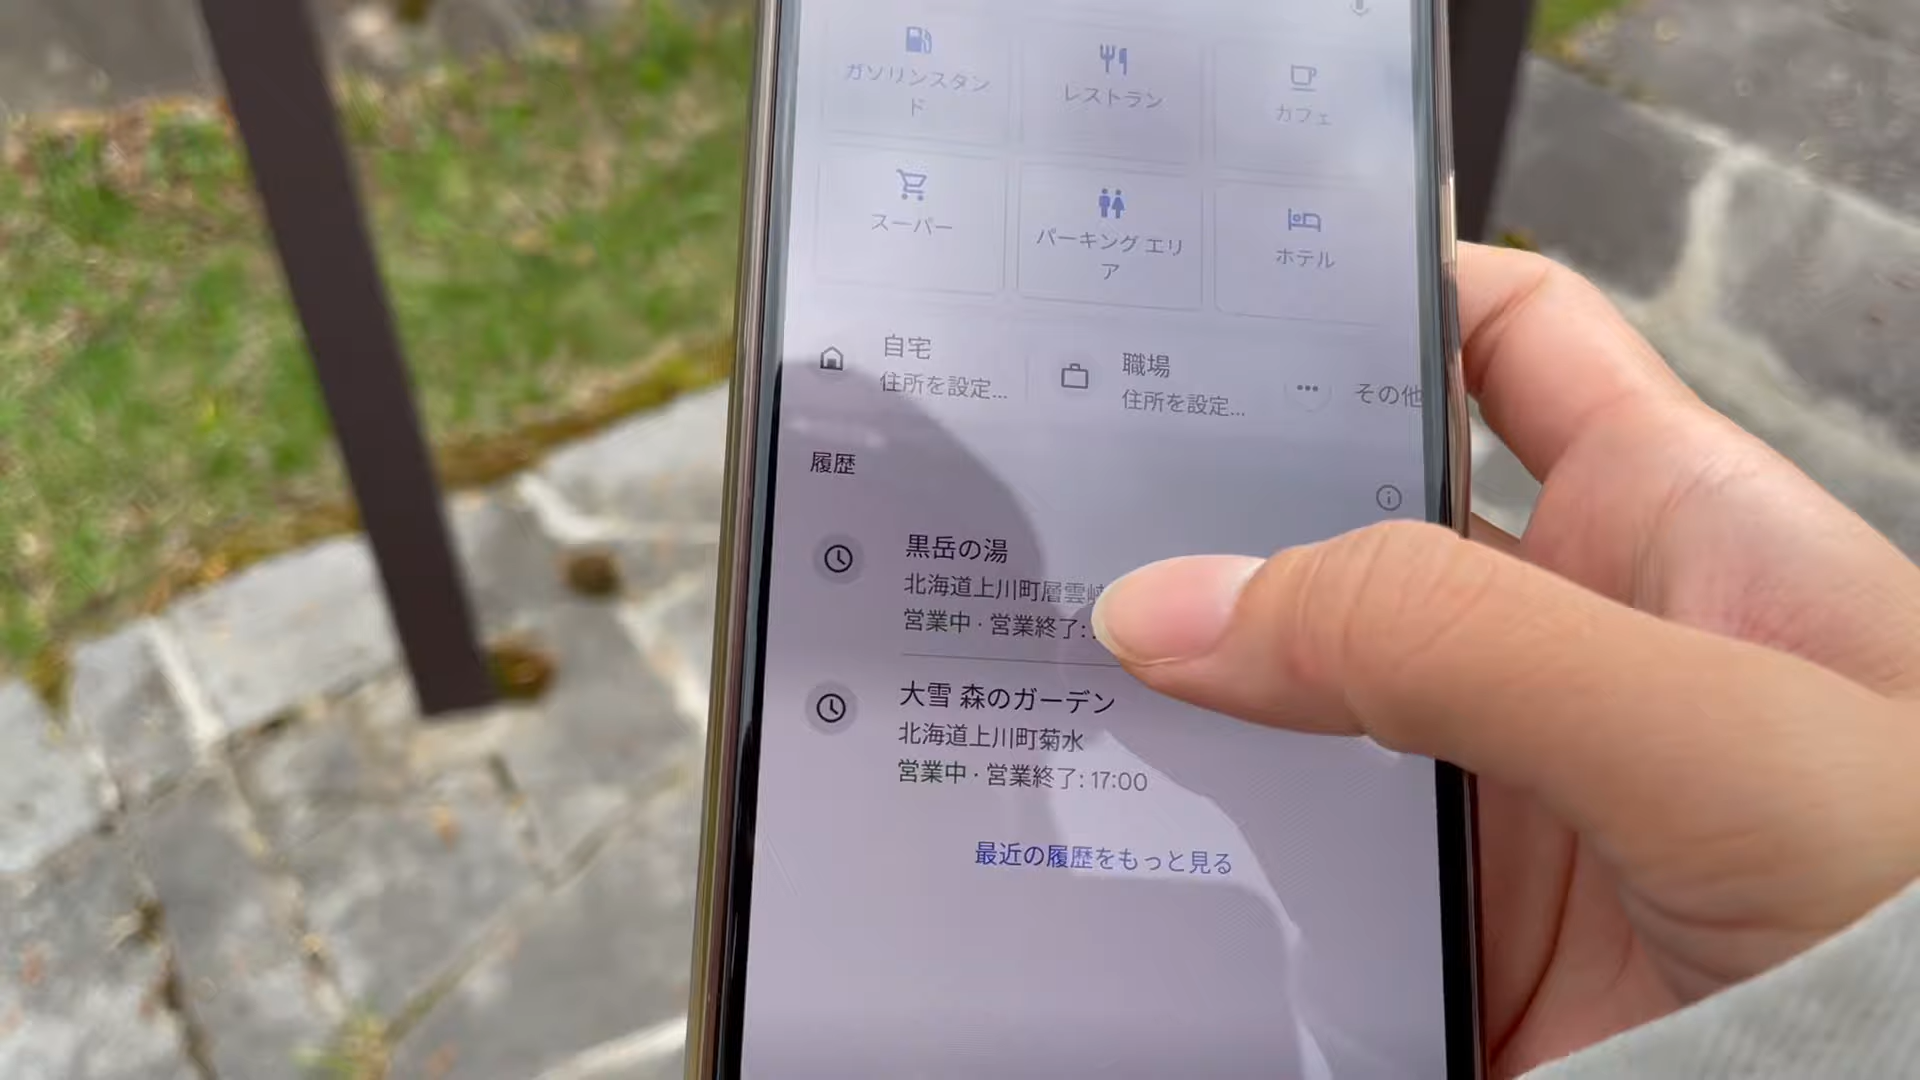 ガソリンスタン
ド
レストラン
カフェ
スーパー
パーキング エリ
ア
ホテル
自宅
住所を設定...
職場
住所を設定...
その他
履歴
黒岳の湯
北海道上川町層雲峡
営業中 · 営業終了:
大雪 森のガーデン
北海道上川町菊水
営業中 · 営業終了: 17:00
最近の履歴をもっと見る